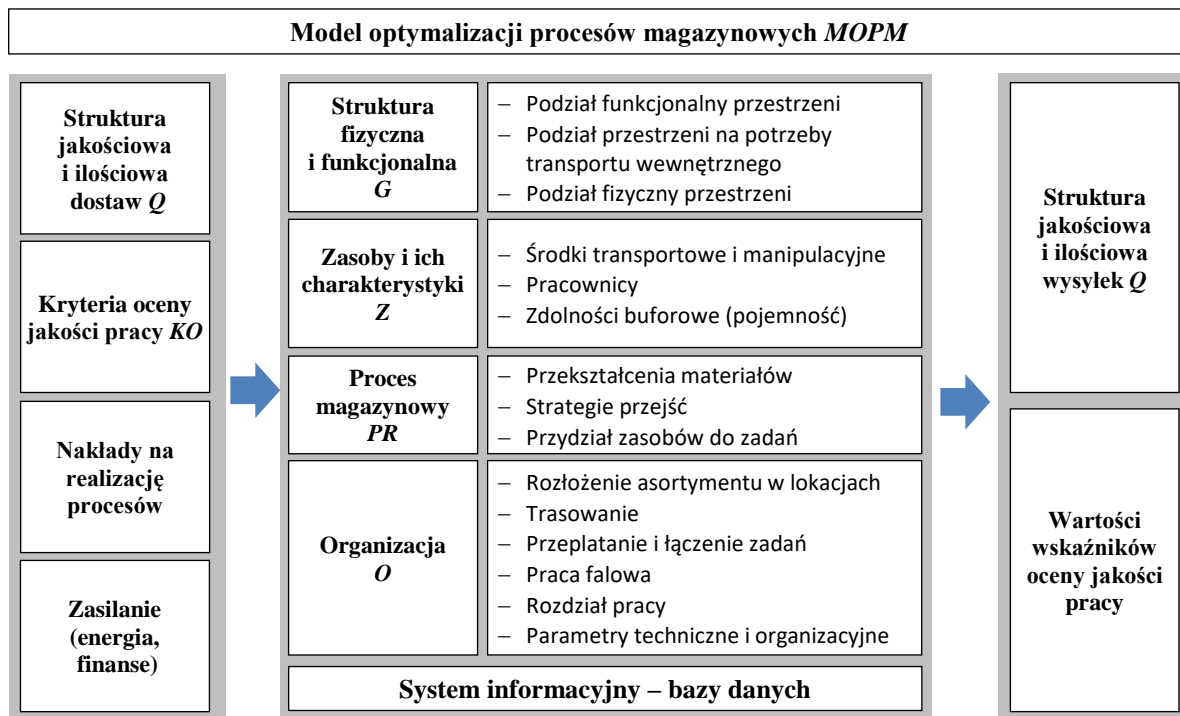 Model optymalizacji procesów magazynowych MOPM
Struktura
jakościowa
i ilościowa
dostaw Q
Kryteria oceny
jakości pracy KO
Nakłady na
realizację
procesów
Zasilanie
(energia,
finanse)
Struktura
fizyczna
i funkcjonalna
G
– Podział funkcjonalny przestrzeni
– Podział przestrzeni na potrzeby
transportu wewnętrznego
– Podział fizyczny przestrzeni
Zasoby i ich
charakterystyki
Z
– Środki transportowe i manipulacyjne
– Pracownicy
– Zdolności buforowe (pojemność)
Proces
magazynowy
PR
– Przekształcenia materiałów
– Strategie przejść
– Przydział zasobów do zadań
Organizacja
O
– Rozłożenie asortymentu w lokacjach
– Trasowanie
– Przeplatanie i łączenie zadań
– Praca falowa
– Rozdział pracy
– Parametry techniczne i organizacyjne
System informacyjny – bazy danych
Struktura
jakościowa
i ilościowa
wysyłek Q
Wartości
wskaźników
oceny jakości
pracy